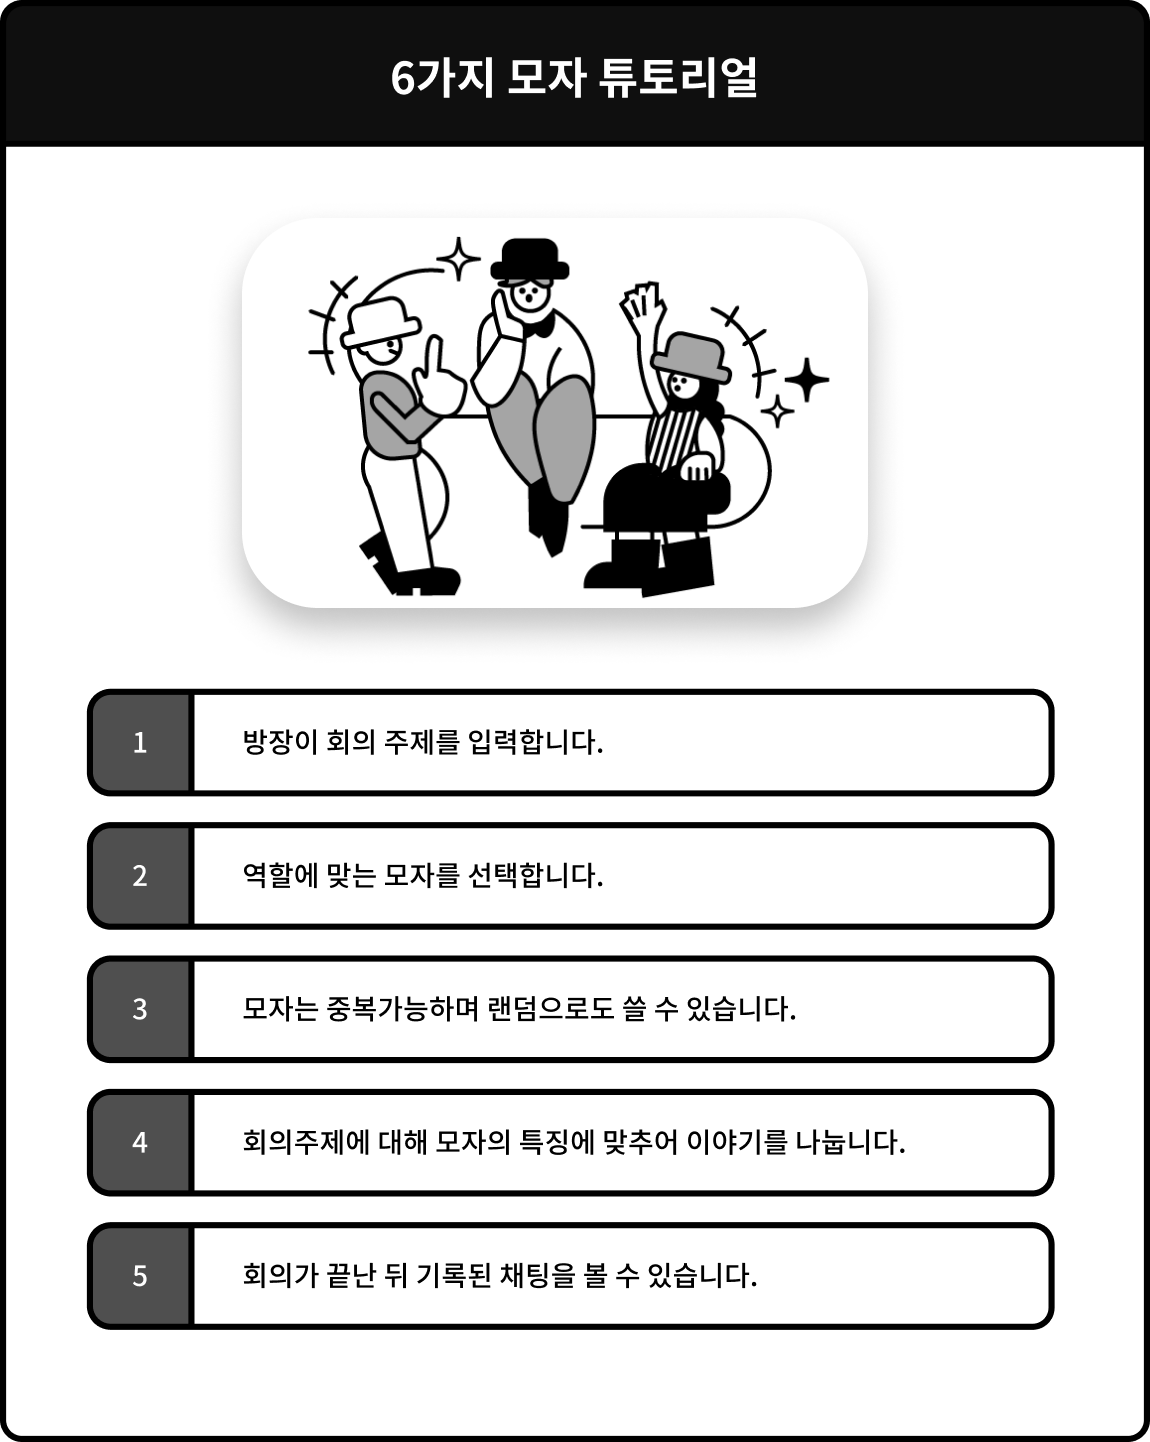 6가지 모자 튜토리얼
1
방장이 회의 주제를 입력합니다.
2
역할에 맞는 모자를 선택합니다.
3
모자는 중복가능하며 랜덤으로도 쓸 수 있습니다.
4
회의주제에 대해 모자의 특징에 맞추어 이야기를 나눕니다.
5
회의가 끝난 뒤 기록된 채팅을 볼 수 있습니다.